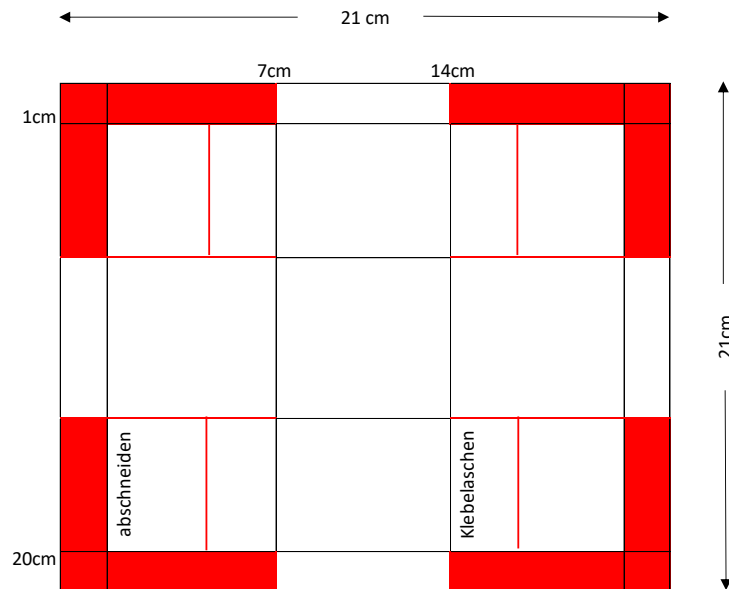 21 cm
7cm
14cm
1cm
21cm
abschneiden
Klebelaschen
20cm